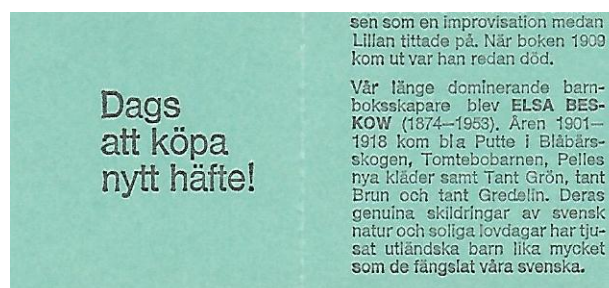 Dags
att köpa
nytt häfte!
sen som en improvisation medan
Lillan tittade på. När boken 1909
kom ut var han redan död.
Vår länge dominerande barn-
boksskapare blev ELSA BES-
KOW (1874–1953). Åren 1901–
1918 kom bla Putte i Blåbärs-
skogen, Tomtebobarnen, Pelles
nya kläder samt Tant Grön, tant
Brun och tant Gredelin. Deras
genuina skildringar av svensk
natur och soliga lovdagar har tju-
sat utländska barn lika mycket
som de fängslat våra svenska.